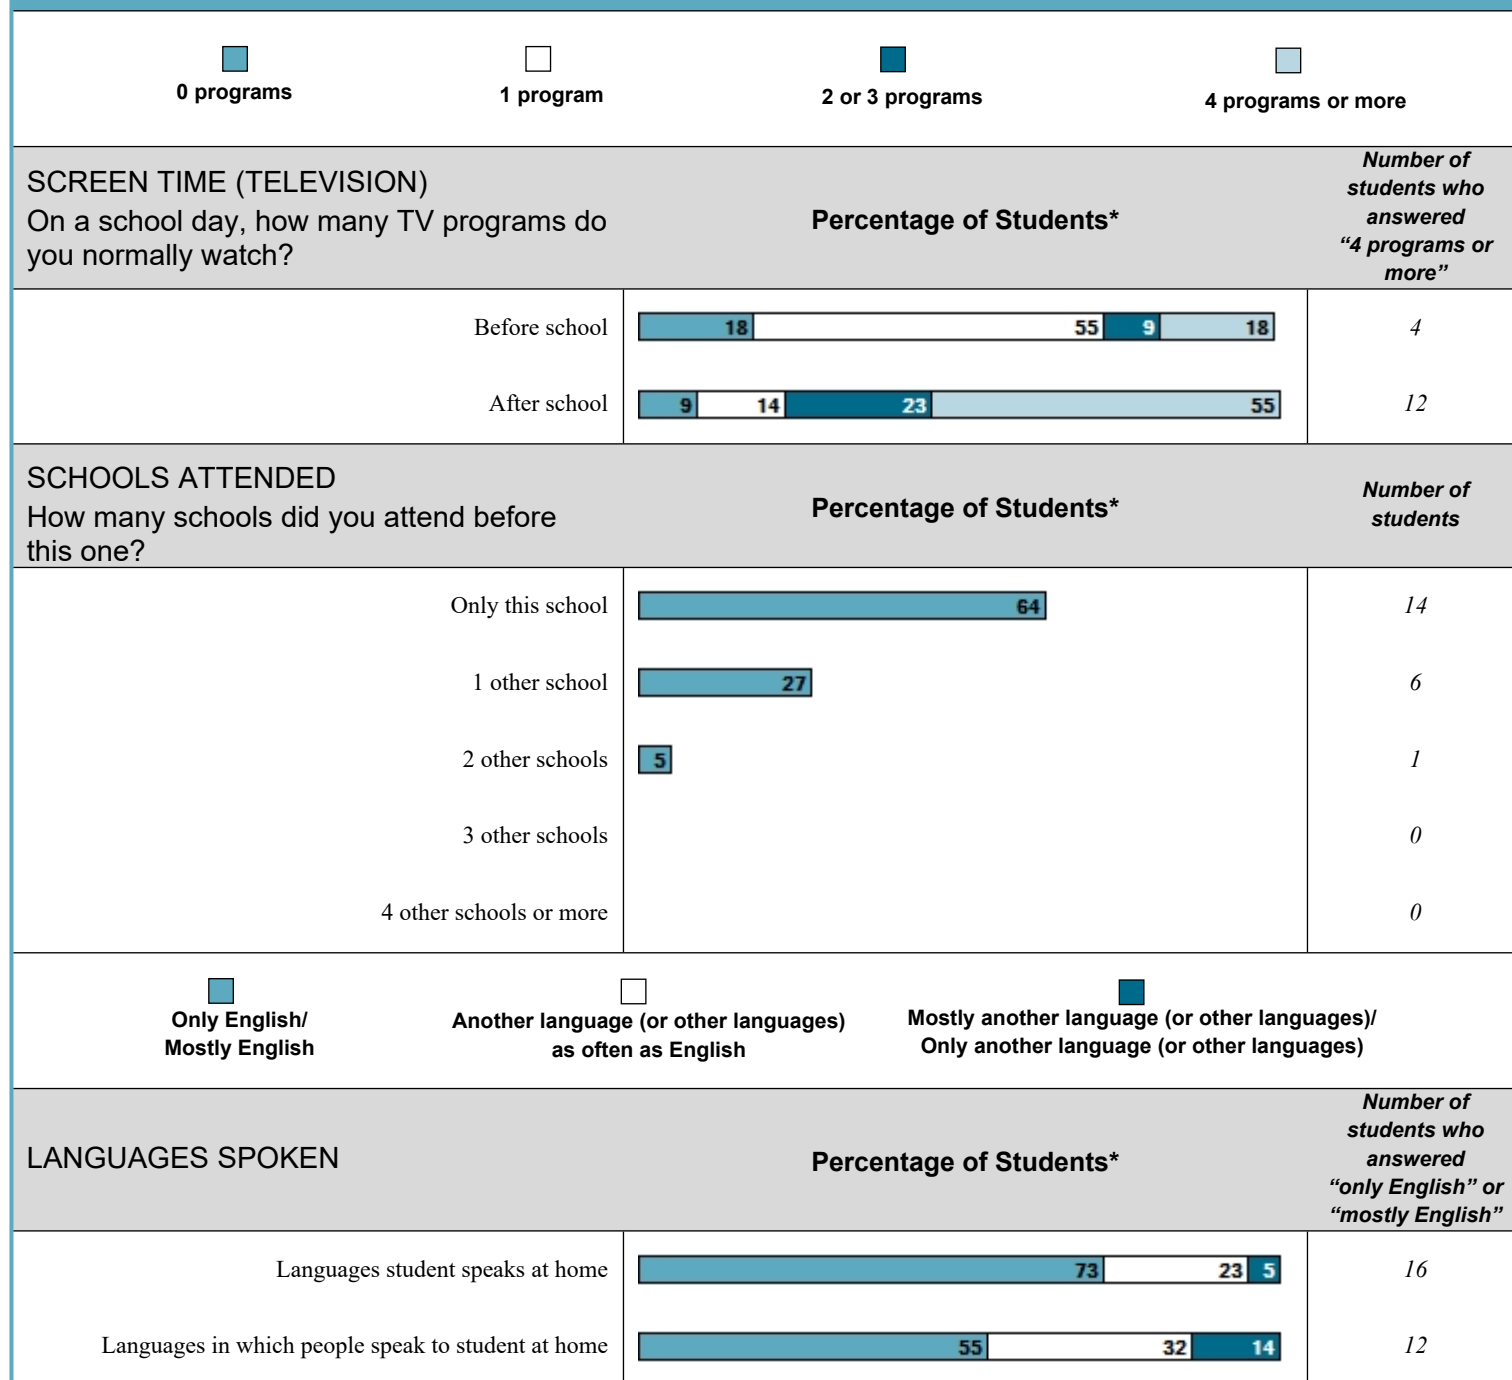 0 programs
1 program
2 or 3 programs
4 programs or more
SCREEN TIME (TELEVISION)
On a school day, how many TV programs do
you normally watch?
Percentage of Students*
Number of
students who
answered
“4 programs or
more”
Before school
18 55 9 18
4
After school
9 14 23 55
12
SCHOOLS ATTENDED
How many schools did you attend before
this one?
Percentage of Students*
Number of
students
Only this school
64
14
1 other school
27
6
2 other schools
5
1
3 other schools
0
4 other schools or more
0
Only English/
Mostly English
Another language (or other languages)
as often as English
Mostly another language (or other languages)/
Only another language (or other languages)
LANGUAGES SPOKEN
Percentage of Students*
Number of
students who
answered
“only English” or
“mostly English”
Languages student speaks at home
73 23 5
16
Languages in which people speak to student at home
55 32 14
12